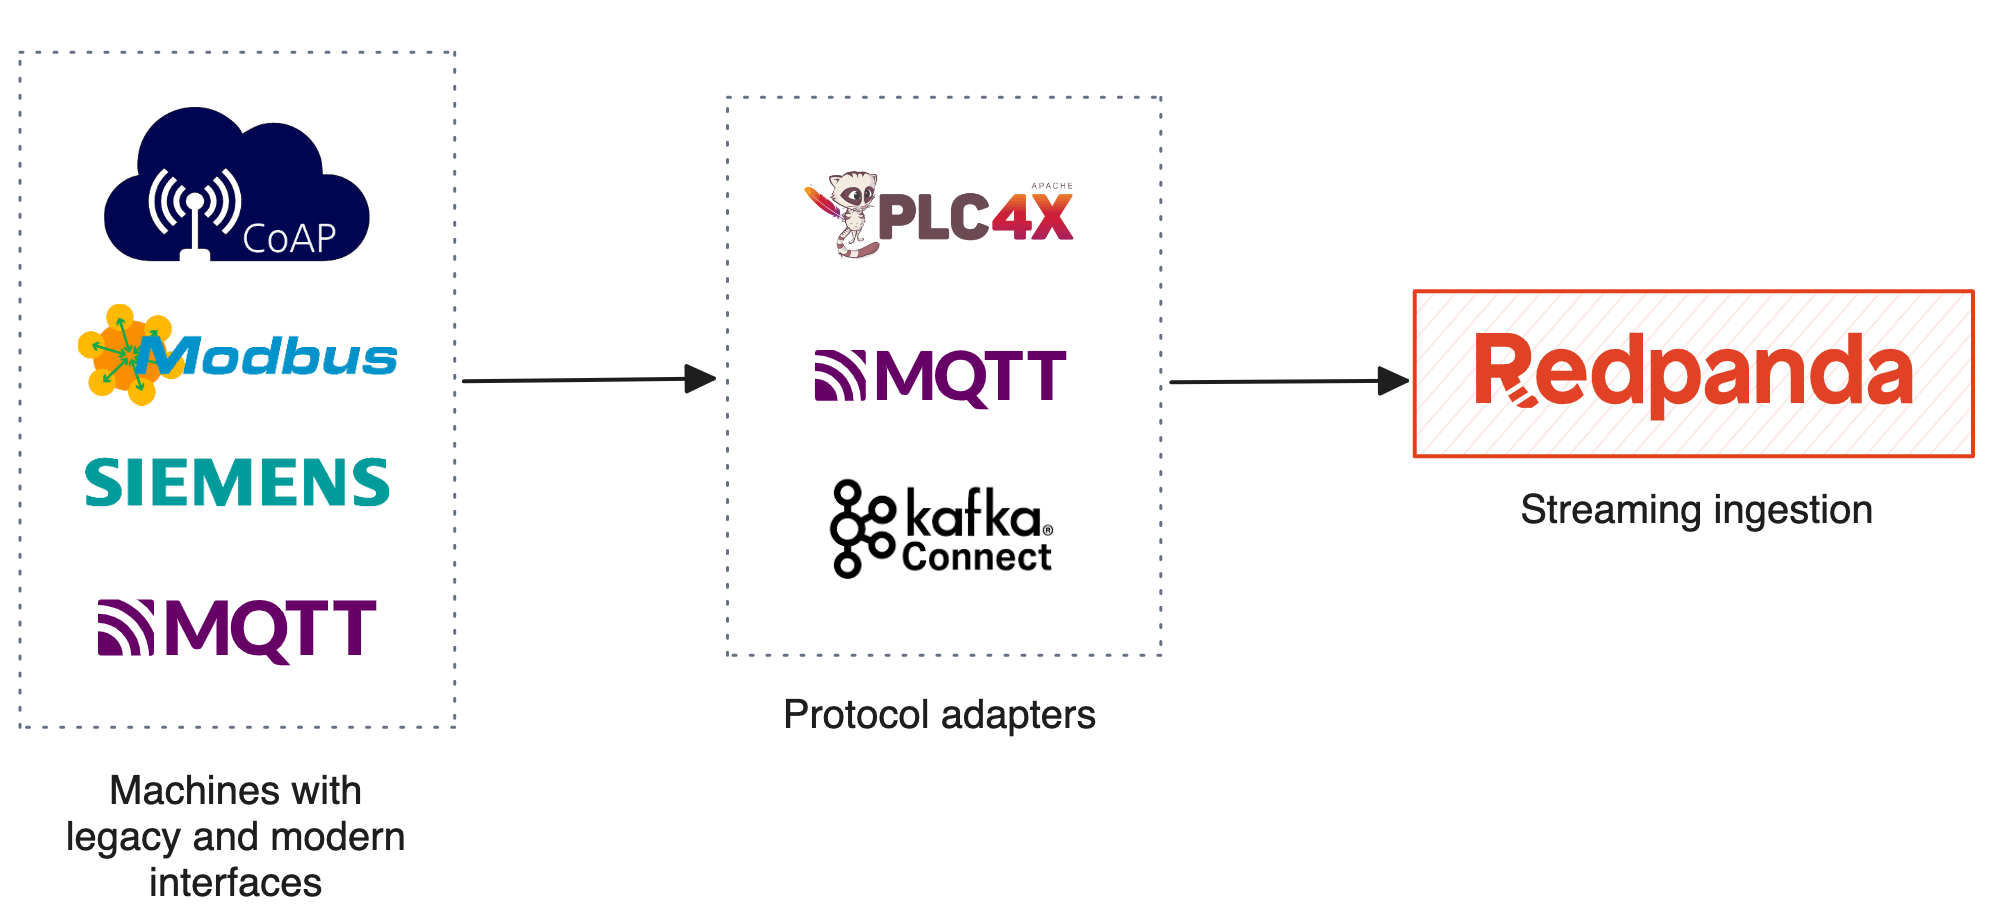 CoAP
Modbus
SIEMENS
MQTT
Machines with
legacy and modern
interfaces
APACHE
PLC4X
MQTT
kafka®
Connect
Protocol adapters
Redpanda
Streaming ingestion